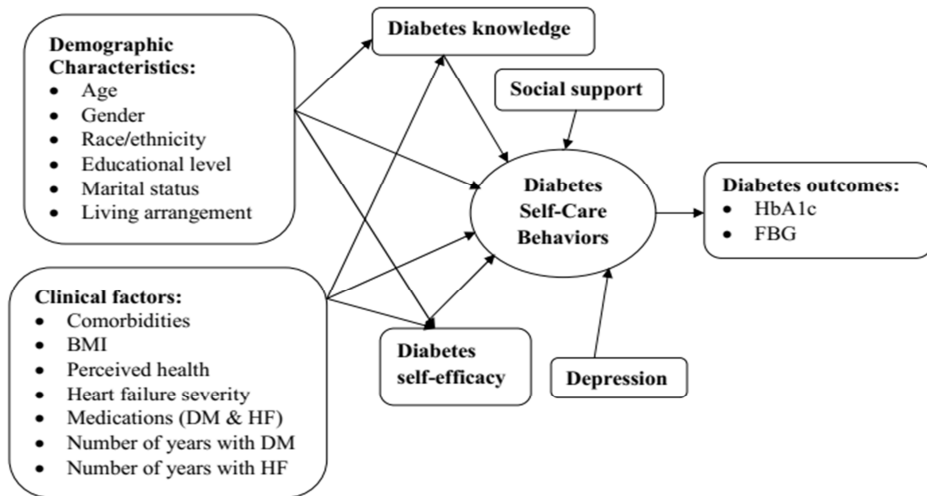 Demographic
Characteristics:
• Age
• Gender
• Race/ethnicity
• Educational level
• Marital status
• Living arrangement
Clinical factors:
• Comorbidities
• BMI
• Perceived health
• Heart failure severity
• Medications (DM & HF)
• Number of years with DM
• Number of years with HF
Diabetes knowledge
Social support
Diabetes
Self-Care
Behaviors
Diabetes
self-efficacy
Depression
Diabetes outcomes:
• HbA1c
• FBG